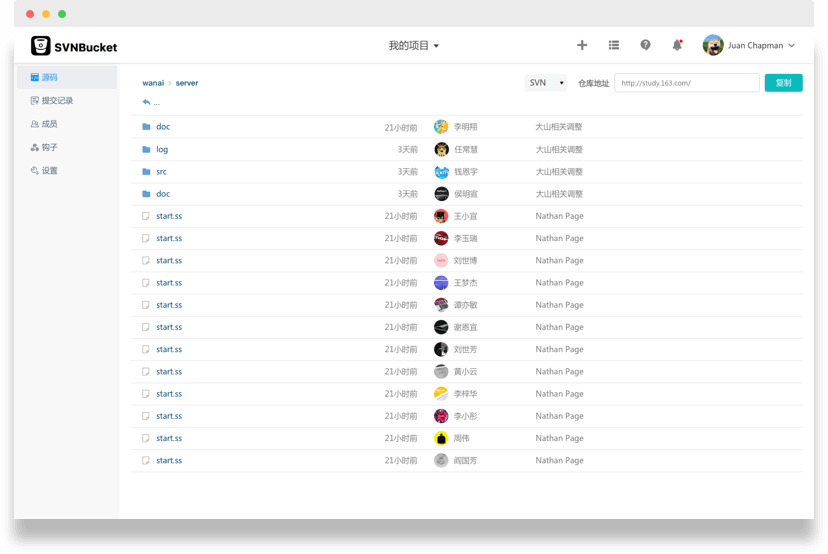 SVNBucket
我的项目
Juan Chapman
源码
提交记录
成员
钩子
设置
wanai > server
SVN
仓库地址 http://study.163.com/ 复制
...
doc 21小时前 李明翔 大山相关调整
log 3天前 任常慧 大山相关调整
src 3天前 钱恩宇 大山相关调整
doc 3天前 侯明宣 大山相关调整
start.ss 21小时前 王小宜 Nathan Page
start.ss 21小时前 李玉瑞 Nathan Page
start.ss 21小时前 刘世博 Nathan Page
start.ss 21小时前 王梦杰 Nathan Page
start.ss 21小时前 谭亦敏 Nathan Page
start.ss 21小时前 谢恩宜 Nathan Page
start.ss 21小时前 刘世芳 Nathan Page
start.ss 21小时前 黄小云 Nathan Page
start.ss 21小时前 李梓华 Nathan Page
start.ss 21小时前 李小彤 Nathan Page
start.ss 21小时前 周伟 Nathan Page
start.ss 21小时前 阎国芳 Nathan Page